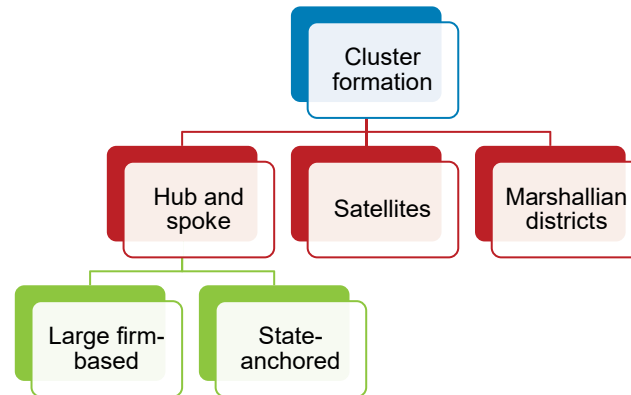 Cluster
formation
Hub and
spoke
Satellites
Marshallian
districts
Large firm-
based
State-
anchored